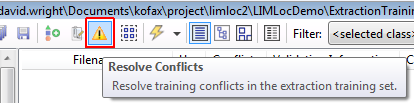 david.wright\Documents\kofax\project\limloc2\LIMLocDemo\ExtractionTrainin
Filter: <selected class>
Filena
Resolve Conflicts
Resolve training conflicts in the extraction training set.